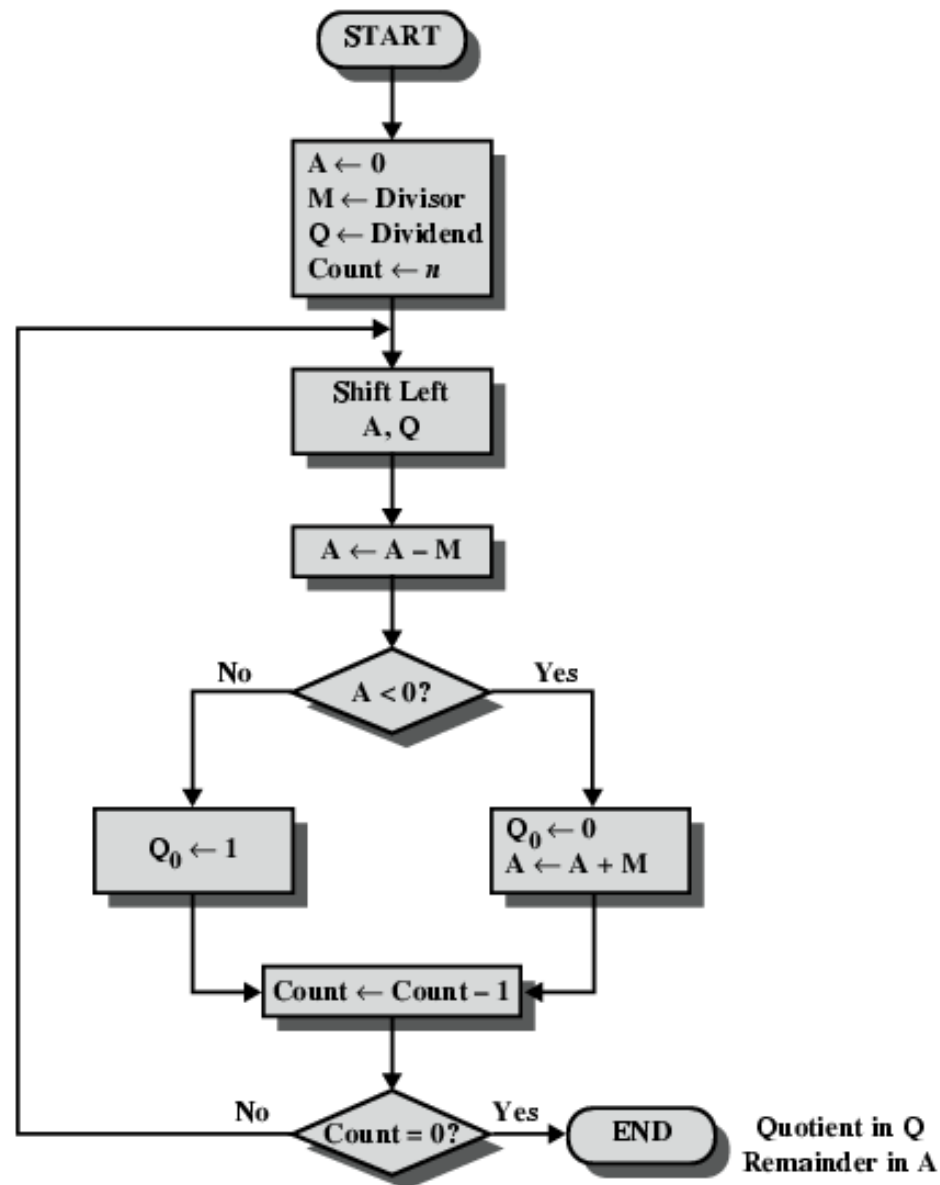 START
A ← 0
M ← Divisor
Q ← Dividend
Count ← n
Shift Left
A, Q
A ← A – M
No
Yes
A < 0?
Q₀ ← 1
Q₀ ← 0
A ← A + M
Count ← Count – 1
No
Yes
Count = 0?
END
Quotient in Q
Remainder in A